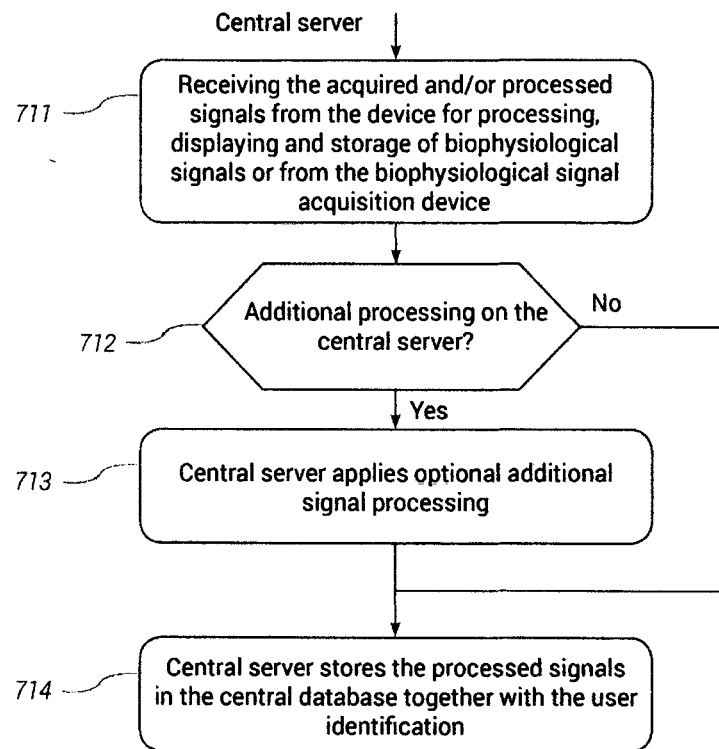 Central server
711
Receiving the acquired and/or processed
signals from the device for processing,
displaying and storage of biophysiological
signals or from the biophysiological signal
acquisition device
712
Additional processing on the
central server?
No
Yes
713
Central server applies optional additional
signal processing
714
Central server stores the processed signals
in the central database together with the user
identification